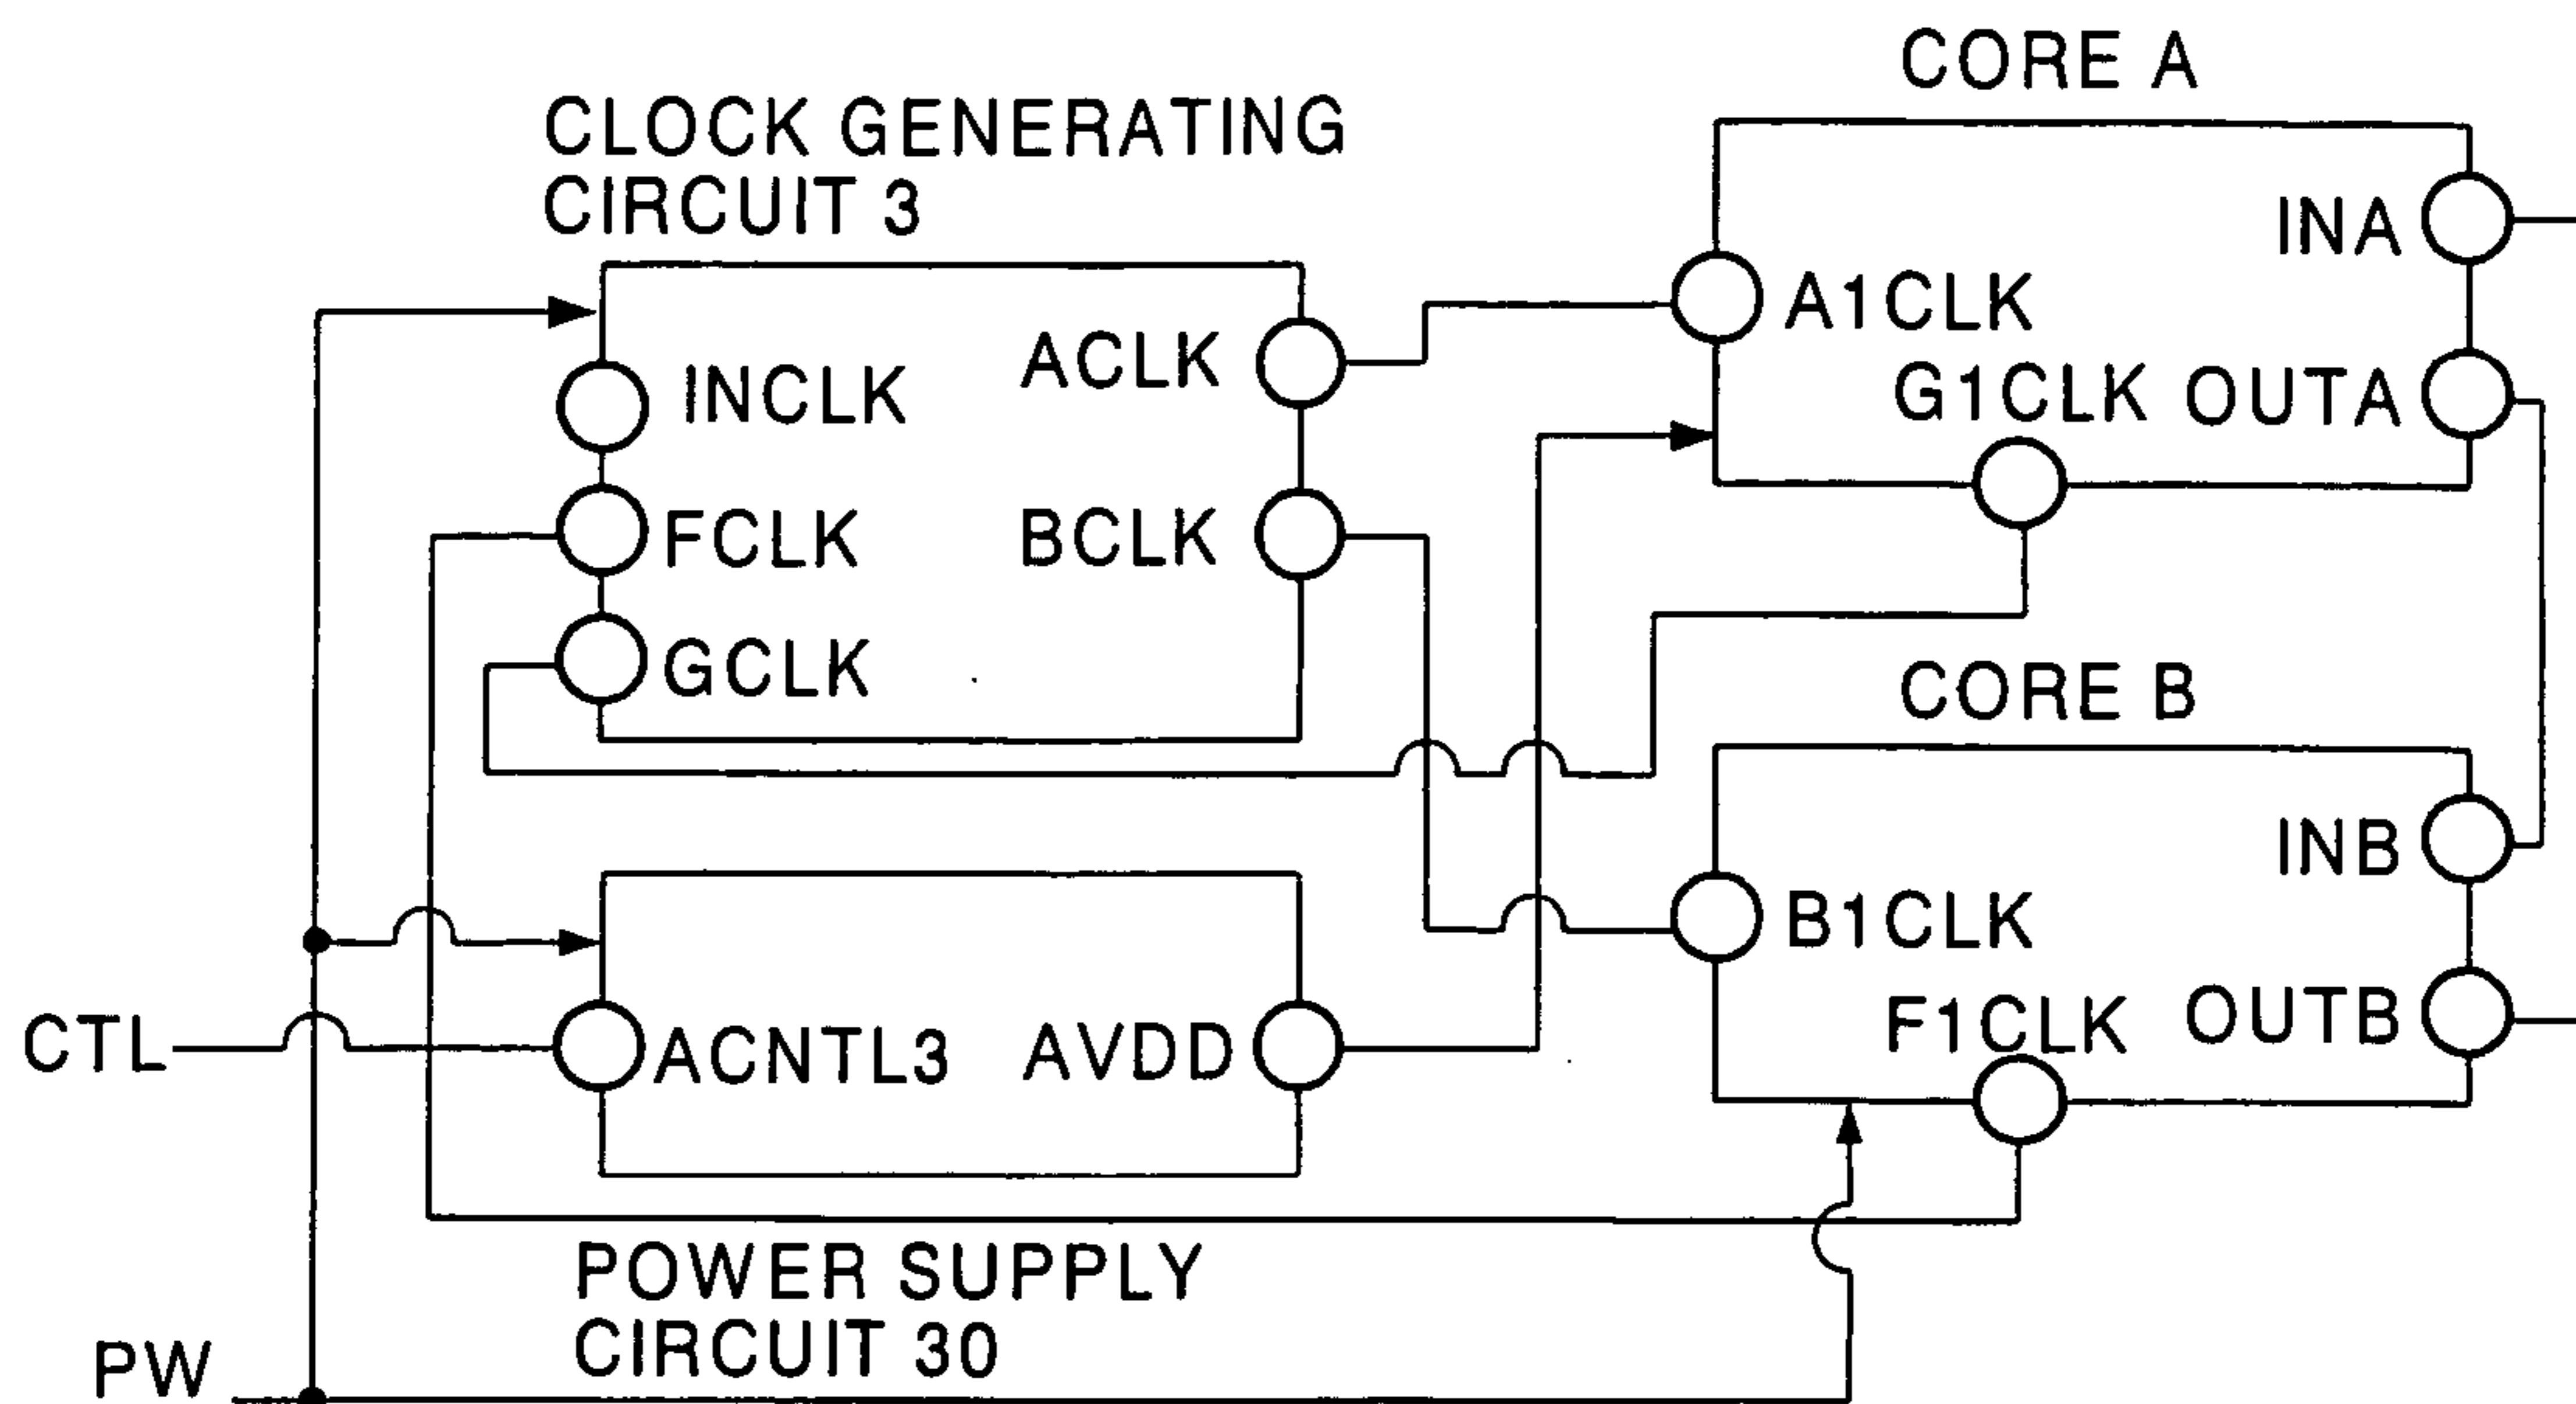 CORE A
CLOCK GENERATING
CIRCUIT 3
INA
A1CLK
INCLK
ACLK
G1CLK
OUTA
FCLK
BCLK
GCLK
CORE B
INB
B1CLK
F1CLK
OUTB
CTL
ACNTL3
AVDD
POWER SUPPLY
CIRCUIT 30
PW